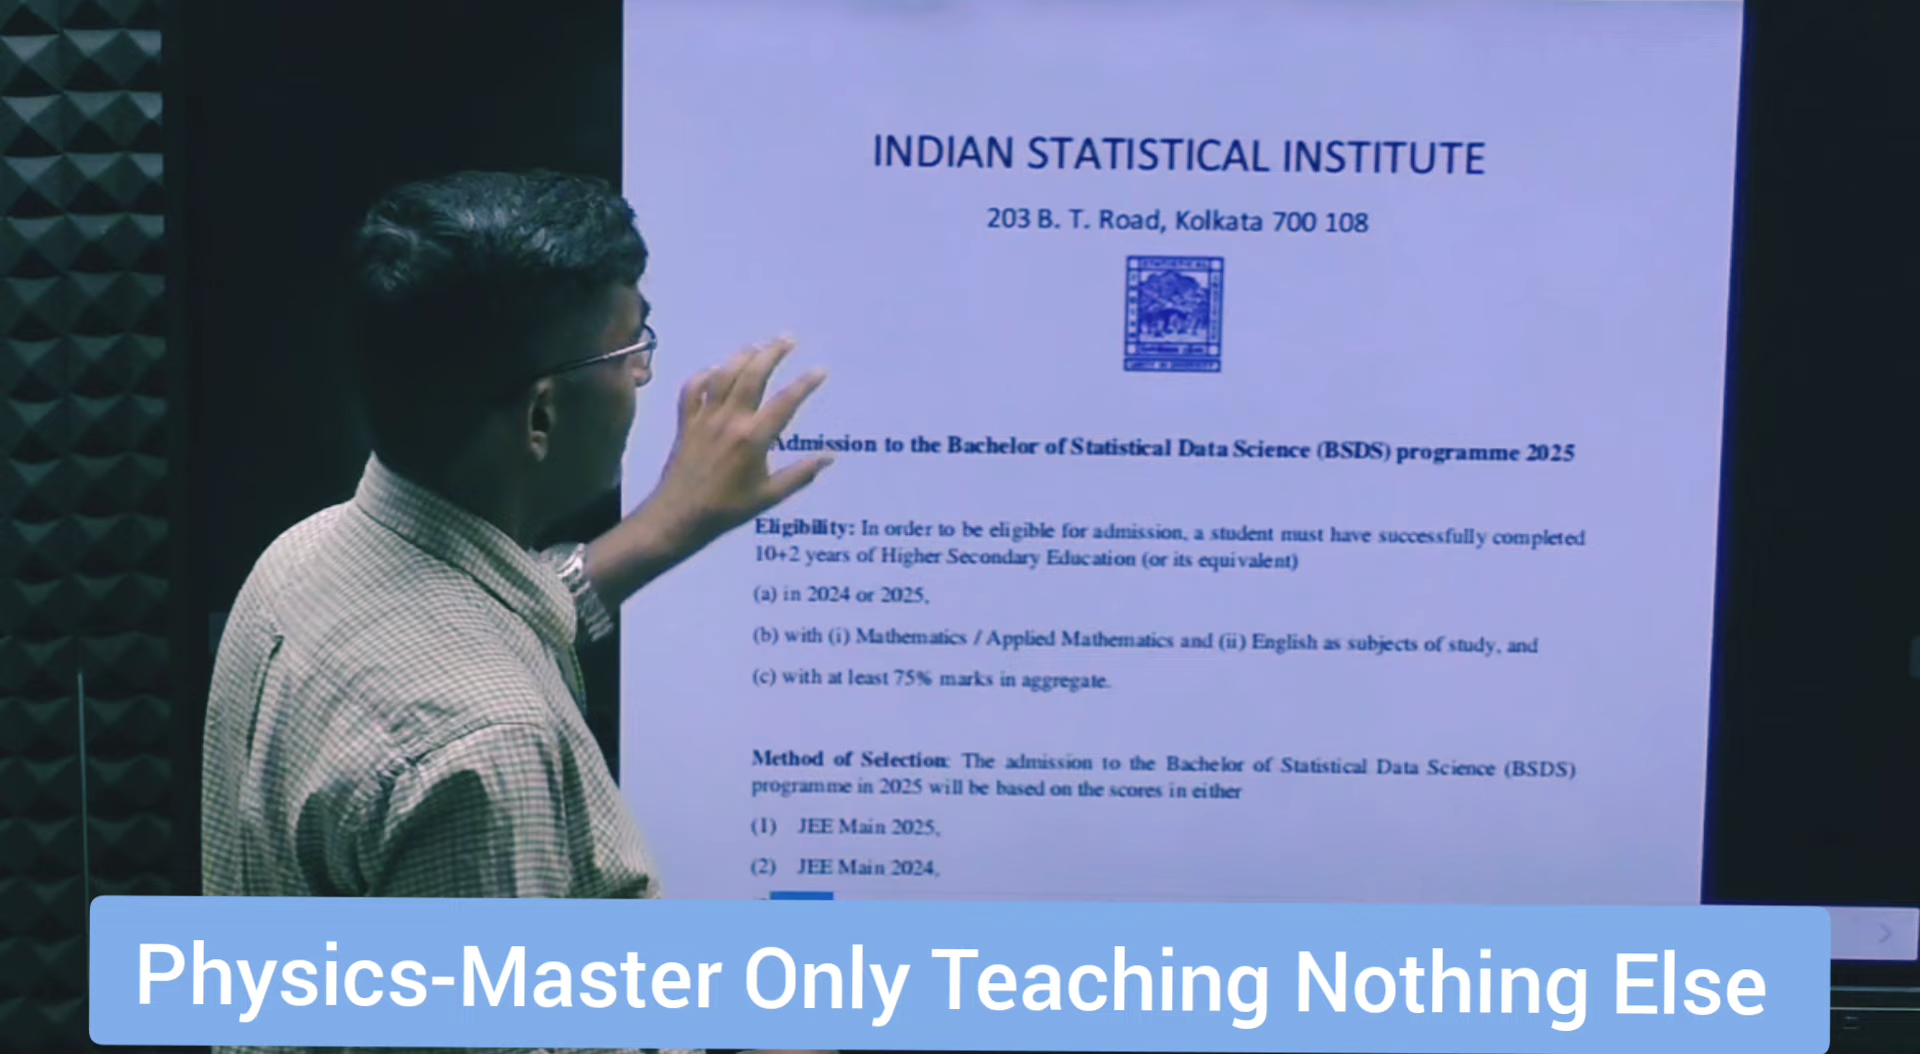 INDIAN STATISTICAL INSTITUTE
203 B. T. Road, Kolkata 700 108
Admission to the Bachelor of Statistical Data Science (BSDS) programme 2025
Eligibility: In order to be eligible for admission, a student must have successfully completed
10+2 years of Higher Secondary Education (or its equivalent)
(a) in 2024 or 2025,
(b) with (i) Mathematics / Applied Mathematics and (ii) English as subjects of study, and
(c) with at least 75% marks in aggregate.
Method of Selection: The admission to the Bachelor of Statistical Data Science (BSDS)
programme in 2025 will be based on the scores in either
(1) JEE Main 2025,
(2) JEE Main 2024,
Physics-Master Only Teaching Nothing Else